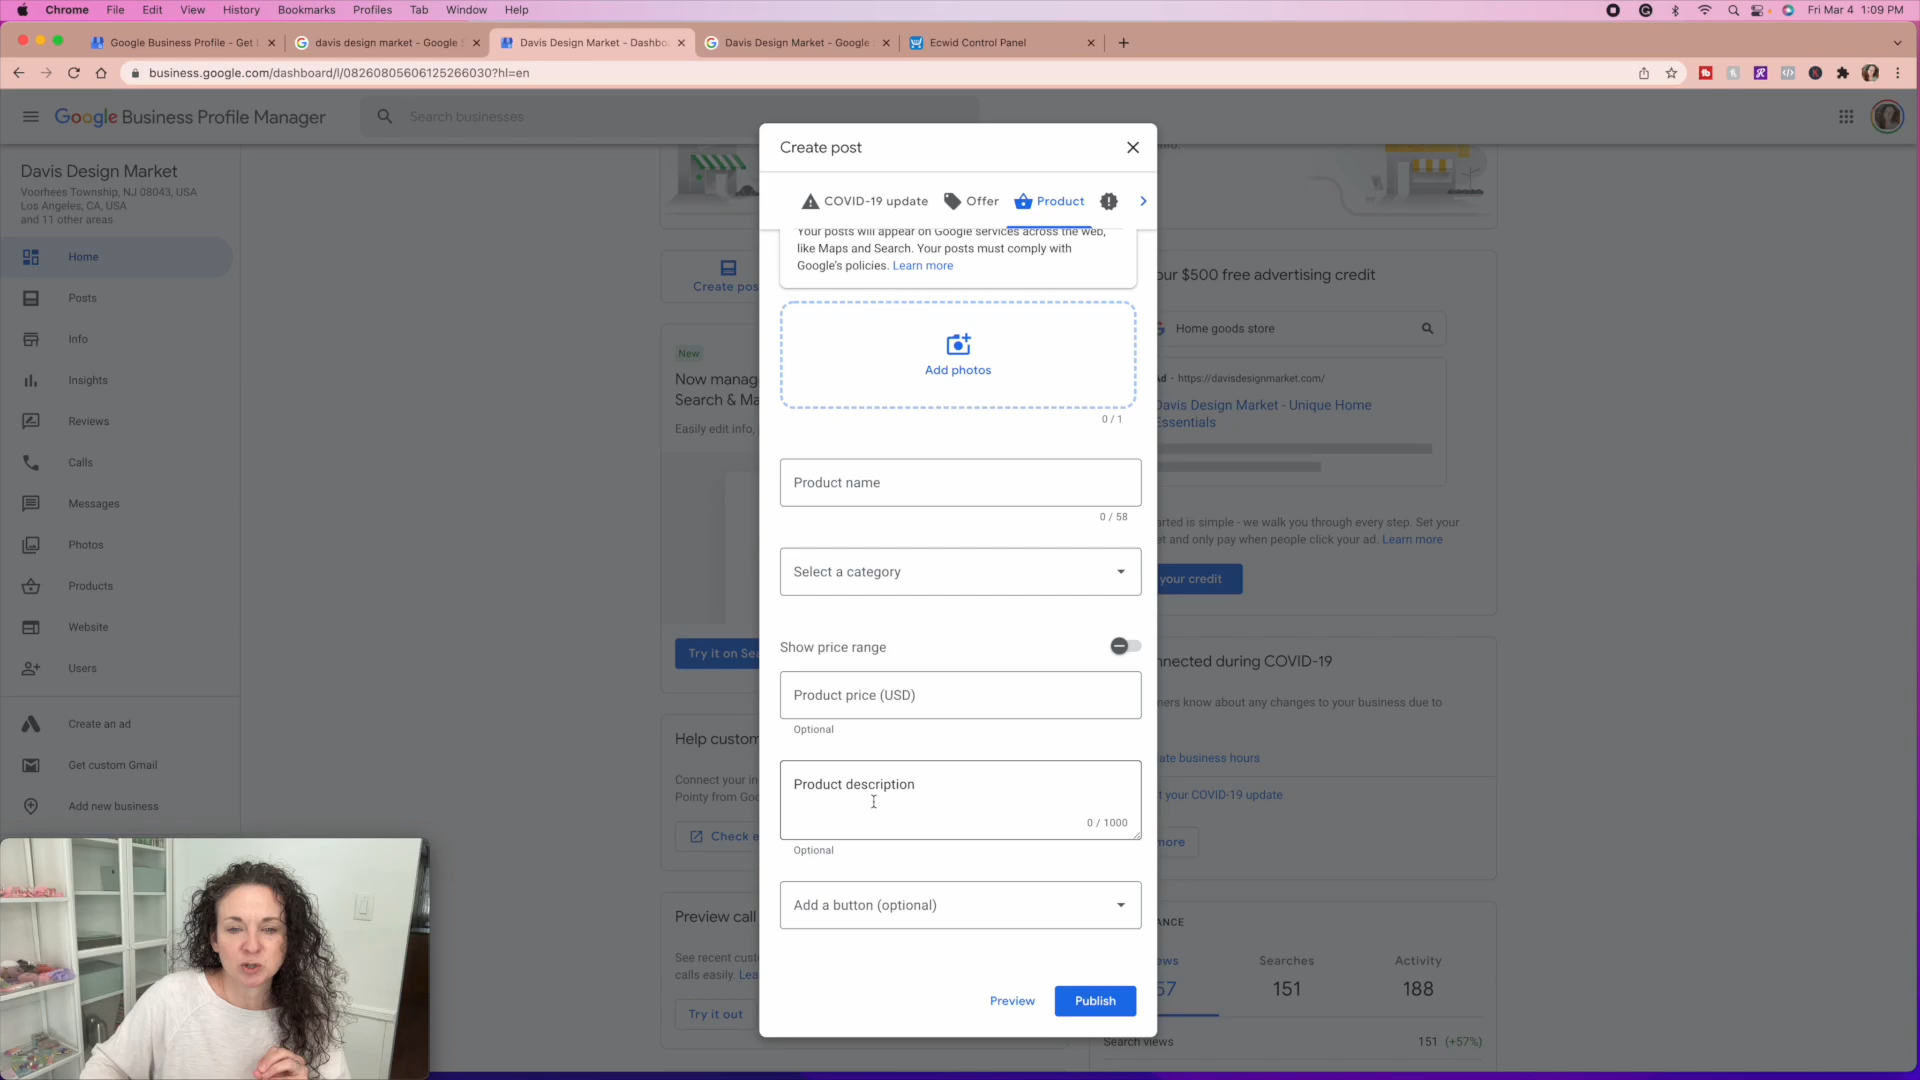 Chrome File Edit View History Bookmarks Profiles Tab Window Help Fri Mar 4 1:09 PM
Google Business Profile - Get
davis design market - Google
Davis Design Market - Dashbo
Davis Design Market - Google
Ecwid Control Panel
business.google.com/dashboard/l/08260805606125266030?hl=en
Google Business Profile Manager
Search businesses
Davis Design Market
Voorhees Township, NJ 08043, USA
Los Angeles, CA, USA
and 11 other areas
Home
Posts
Info
Insights
Reviews
Calls
Messages
Photos
Products
Website
Users
Create an ad
Get custom Gmail
Add new business
Create pos
New
Now manag
Search & Ma
Easily edit info,
Try it on Sea
Help custom
Connect your in
Pointy from Goo
Check e
Preview call
See recent cust
calls easily. Lea
Try it out
Create post
COVID-19 update
Offer
Product
Your posts will appear on Google services across the web,
like Maps and Search. Your posts must comply with
Google's policies. Learn more
Add photos
0 / 1
Product name
0 / 58
Select a category
Show price range
Product price (USD)
Optional
Product description
0 / 1000
Optional
Add a button (optional)
Preview
Publish
our $500 free advertising credit
Home goods store
Ad - https://davisdesignmarket.com/
Davis Design Market - Unique Home
Essentials
arted is simple - we walk you through every step. Set your
et and only pay when people click your ad. Learn more
your credit
nnected during COVID-19
ers know about any changes to your business due to
ate business hours
t your COVID-19 update
more
ANCE
ews
57
Searches
151
Activity
188
Search views
151 (+57%)